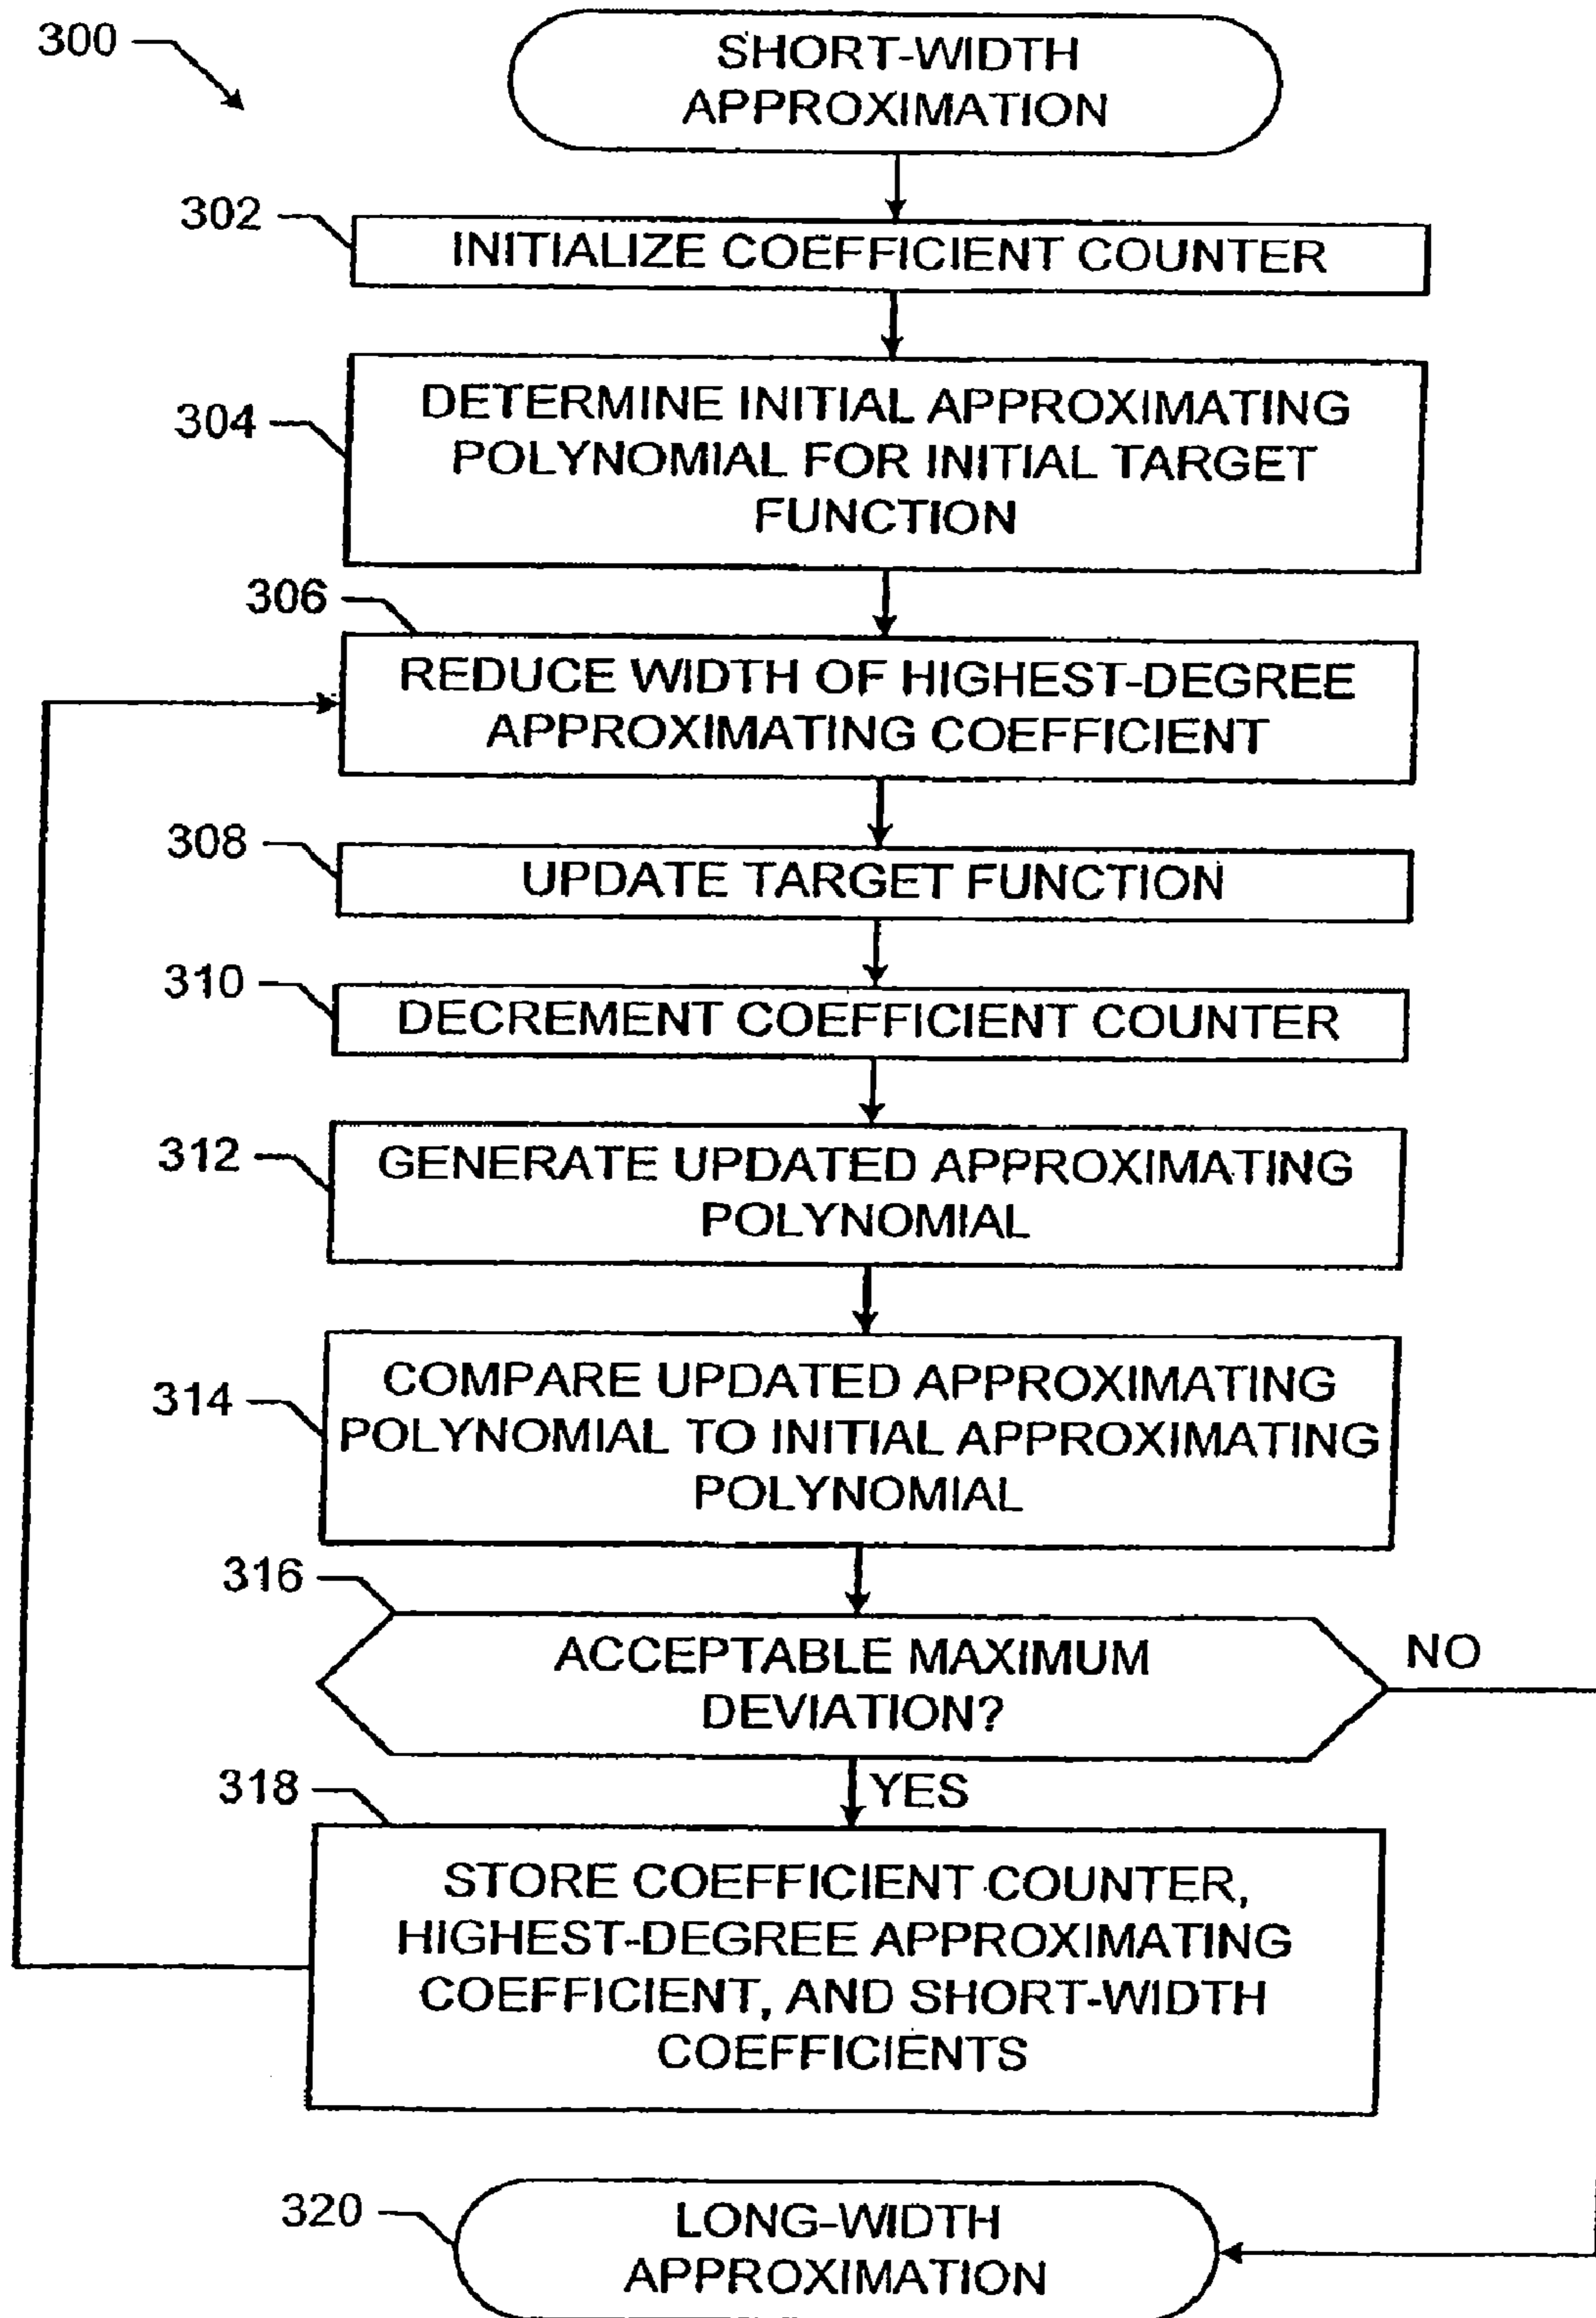 300
SHORT-WIDTH
APPROXIMATION
302
INITIALIZE COEFFICIENT COUNTER
304
DETERMINE INITIAL APPROXIMATING
POLYNOMIAL FOR INITIAL TARGET
FUNCTION
306
REDUCE WIDTH OF HIGHEST-DEGREE
APPROXIMATING COEFFICIENT
308
UPDATE TARGET FUNCTION
310
DECREMENT COEFFICIENT COUNTER
312
GENERATE UPDATED APPROXIMATING
POLYNOMIAL
314
COMPARE UPDATED APPROXIMATING
POLYNOMIAL TO INITIAL APPROXIMATING
POLYNOMIAL
316
ACCEPTABLE MAXIMUM
DEVIATION?
NO
YES
318
STORE COEFFICIENT COUNTER,
HIGHEST-DEGREE APPROXIMATING
COEFFICIENT, AND SHORT-WIDTH
COEFFICIENTS
320
LONG-WIDTH
APPROXIMATION